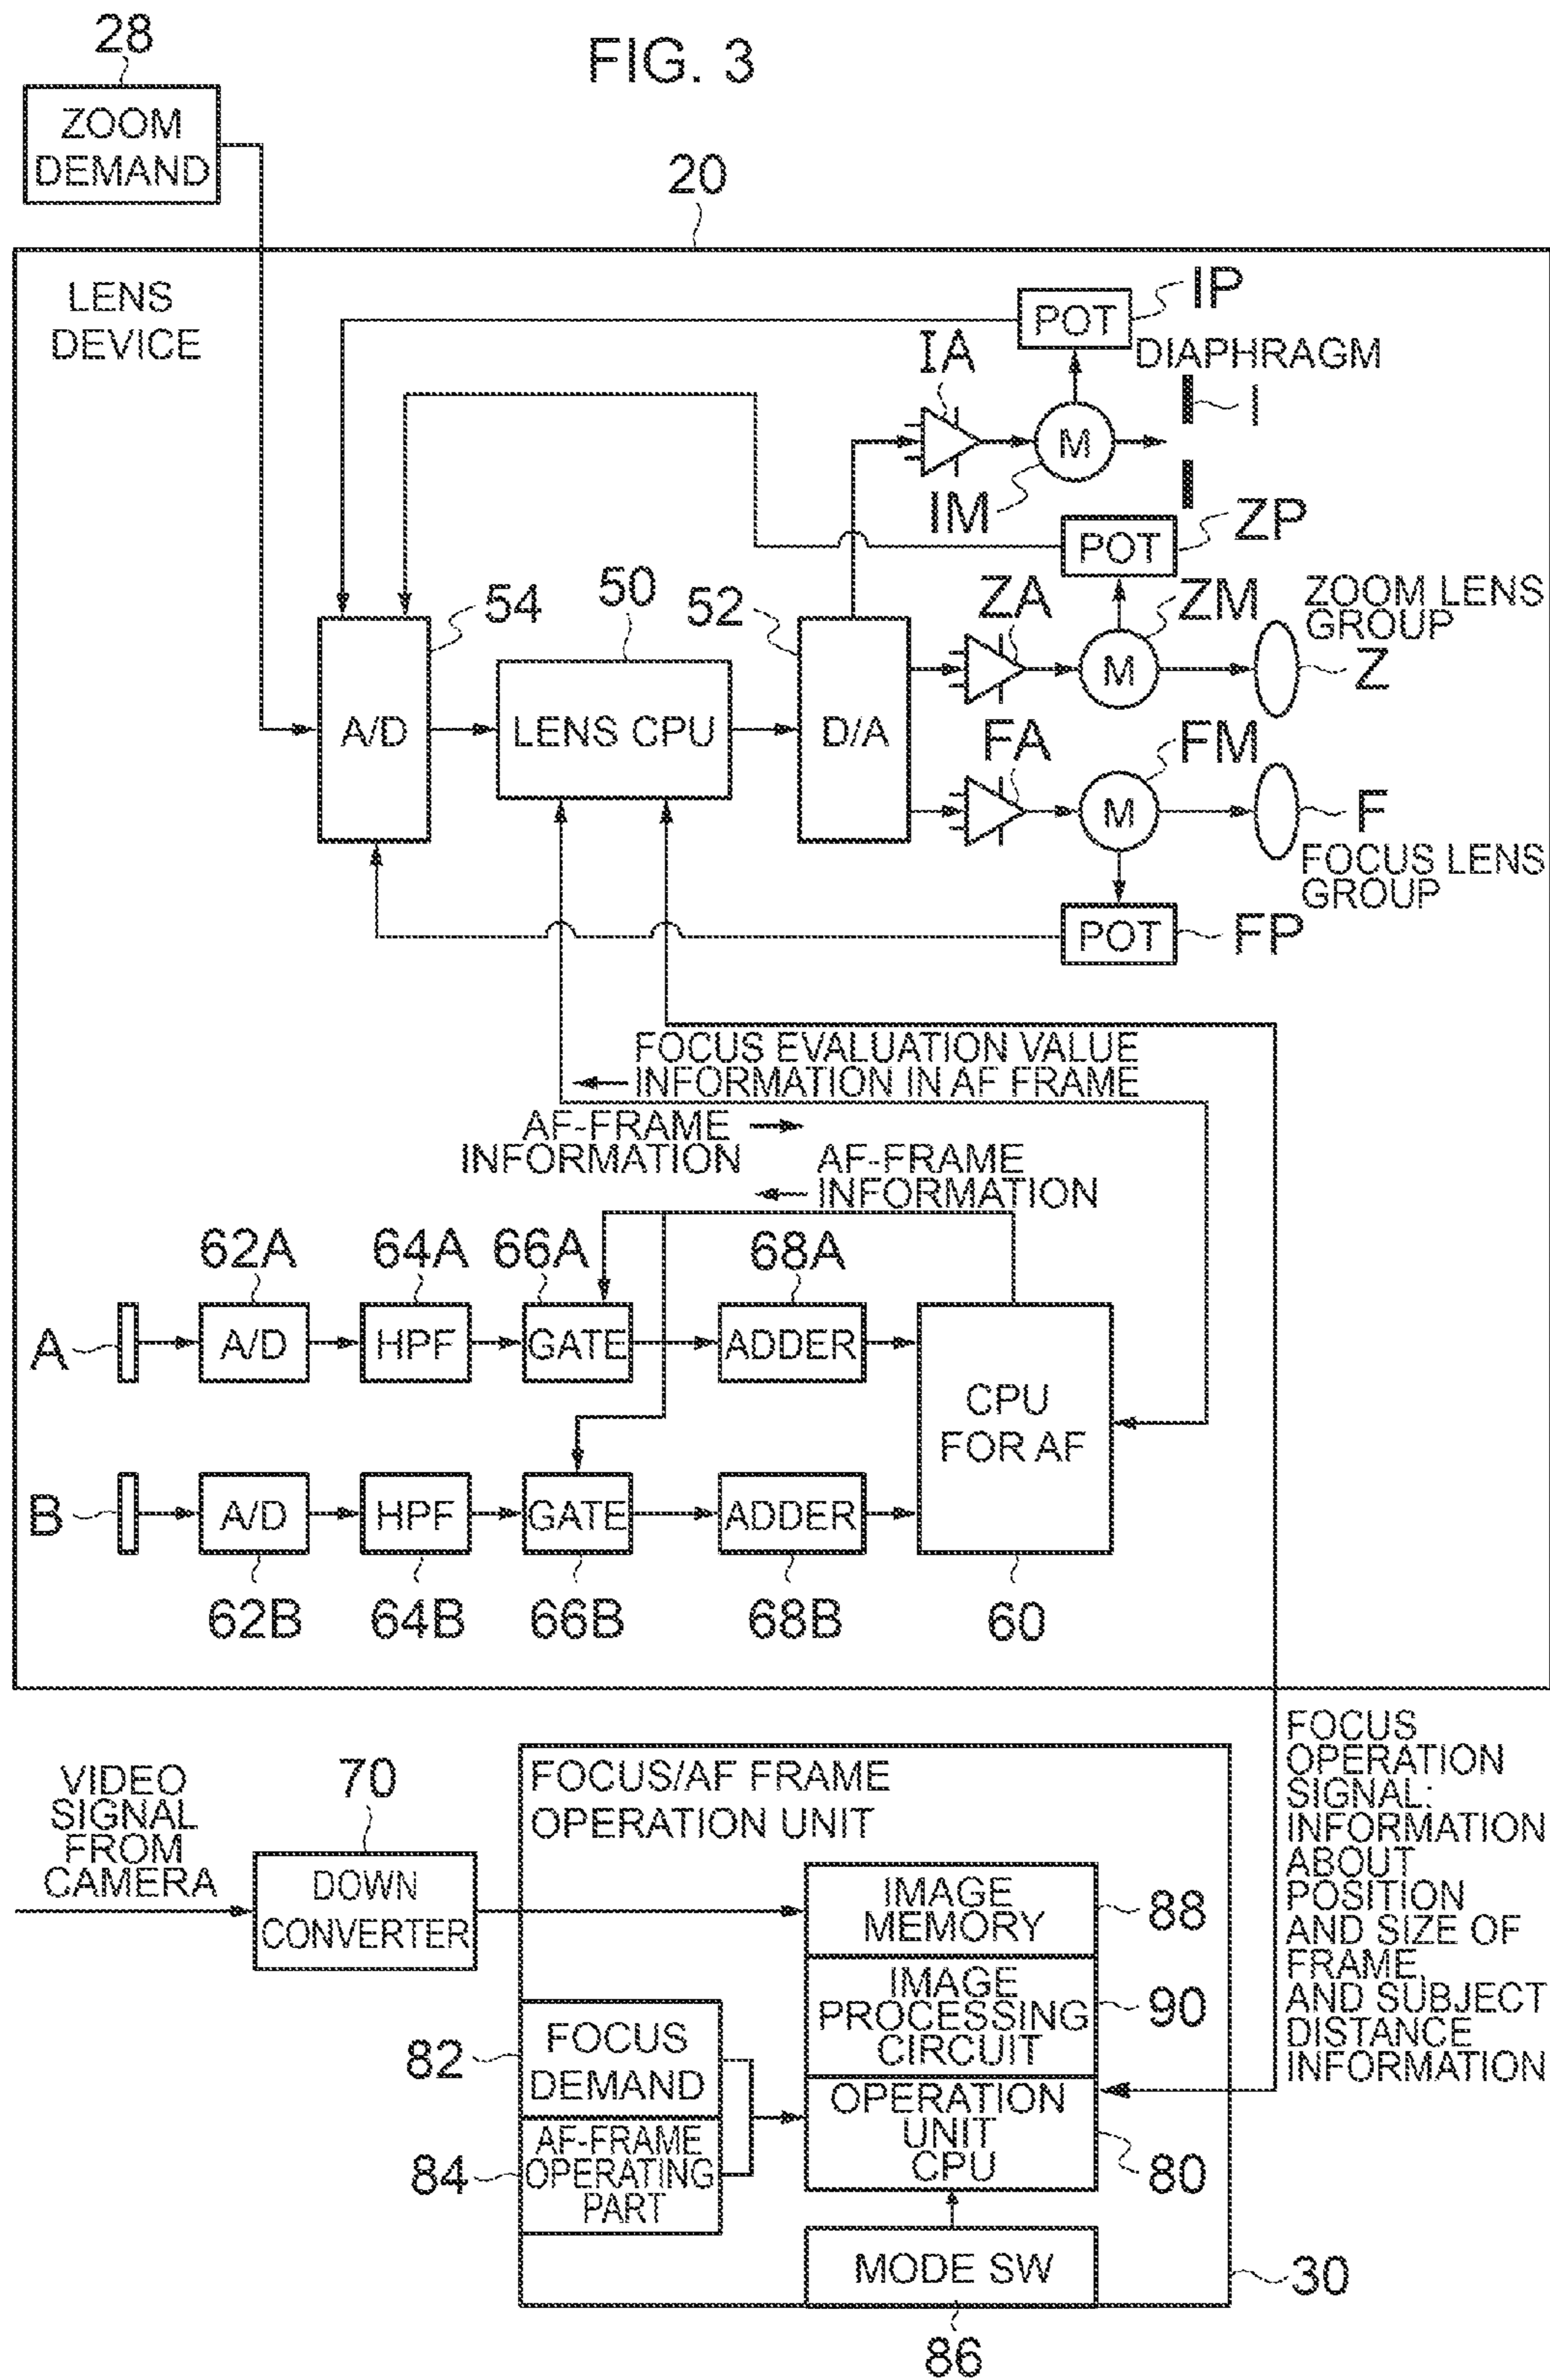 FIG. 3
28
ZOOM
DEMAND
20
LENS
DEVICE
POT
IP
DIAPHRAGM
IA
I
M
IM
POT
ZP
54
50
52
ZA
ZM
ZOOM LENS
GROUP
M
Z
A/D
LENS CPU
D/A
FA
FM
M
F
FOCUS LENS
GROUP
POT
FP
FOCUS EVALUATION VALUE
INFORMATION IN AF FRAME
AF-FRAME
INFORMATION
AF-FRAME
INFORMATION
62A
64A
66A
68A
A
A/D
HPF
GATE
ADDER
CPU
FOR AF
B
A/D
HPF
GATE
ADDER
62B
64B
66B
68B
60
VIDEO
SIGNAL
FROM
CAMERA
70
DOWN
CONVERTER
FOCUS/AF FRAME
OPERATION UNIT
IMAGE
MEMORY
88
IMAGE
PROCESSING
CIRCUIT
90
82
FOCUS
DEMAND
OPERATION
UNIT
CPU
80
84
AF-FRAME
OPERATING
PART
MODE SW
86
30
FOCUS
OPERATION
SIGNAL:
INFORMATION
ABOUT
POSITION
AND SIZE OF
FRAME,
AND SUBJECT
DISTANCE
INFORMATION